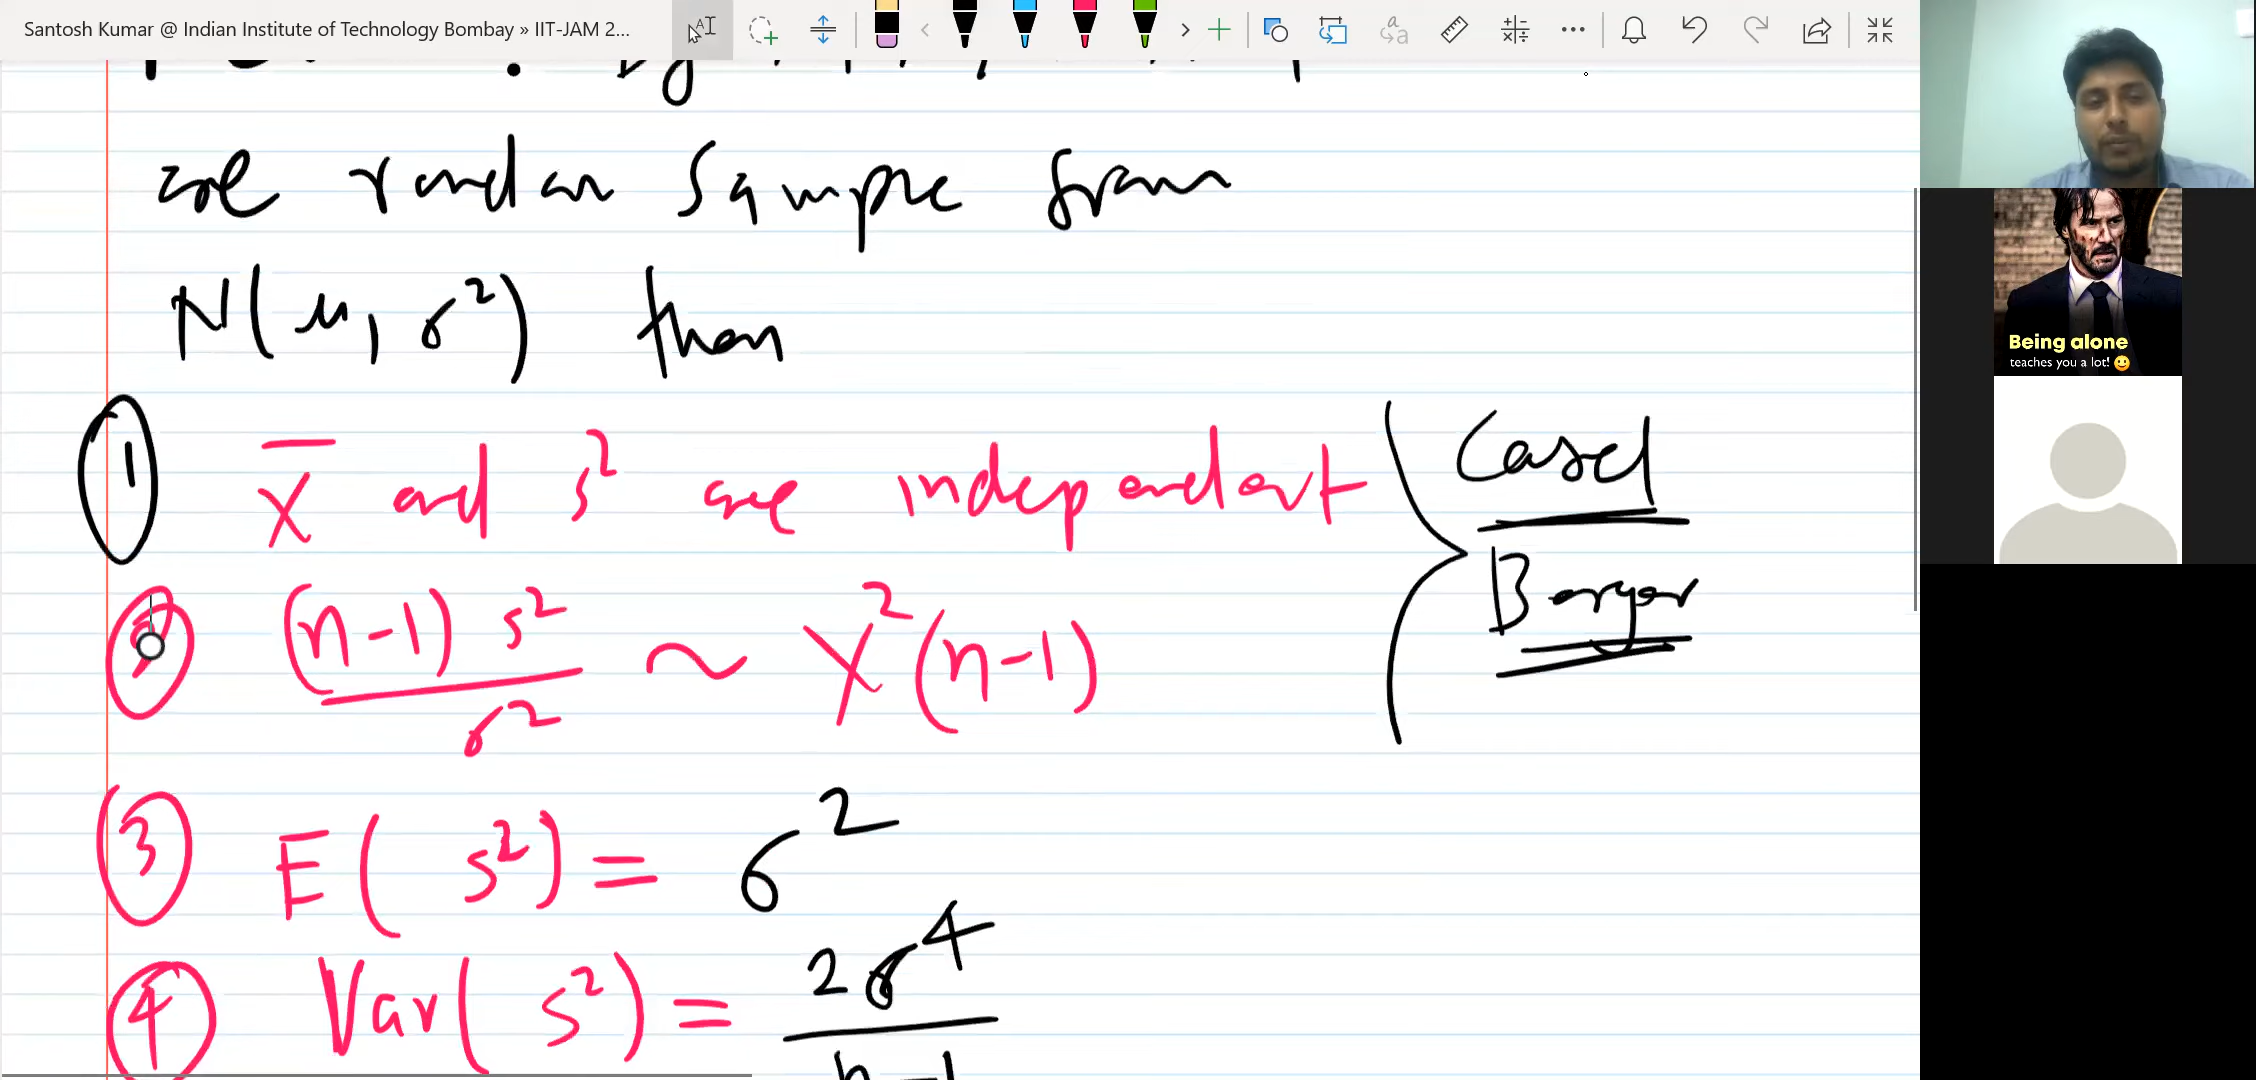 Santosh Kumar @ Indian Institute of Technology Bombay » IIT-JAM 2...
are random sample from
N(μ, σ²) then
① X̄ and s² are independent
Casel
Berger
② (n-1) s² / σ² ~ χ²(n-1)
③ E( s²) = σ²
④ Var( s²) = 2σ⁴ / n-1
Being alone
teaches you a lot! 🙂